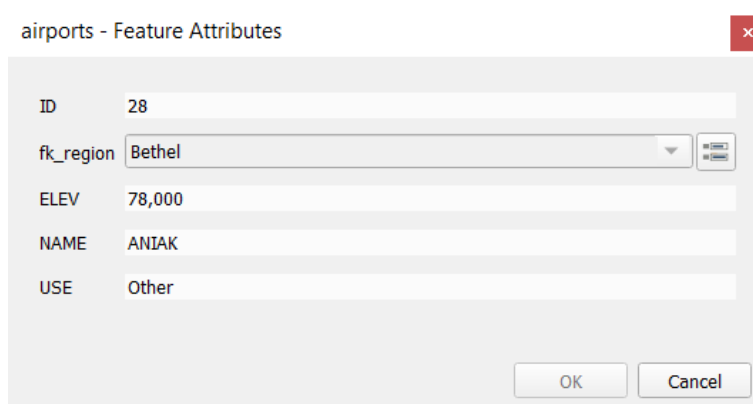 airports - Feature Attributes
ID 28
fk_region Bethel
ELEV 78,000
NAME ANIAK
USE Other
OK Cancel